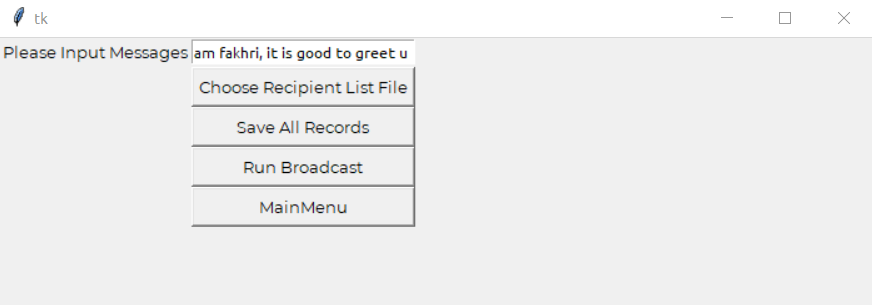 tk
Please Input Messages am fakhri, it is good to greet u
Choose Recipient List File
Save All Records
Run Broadcast
MainMenu